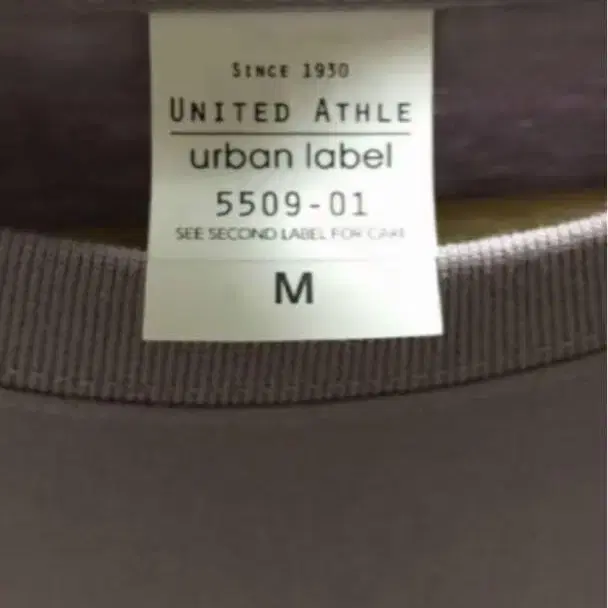 SINCE 1930
UNITED ATHLE
urban label
5509-01
SEE SECOND LABEL FOR CARE
M